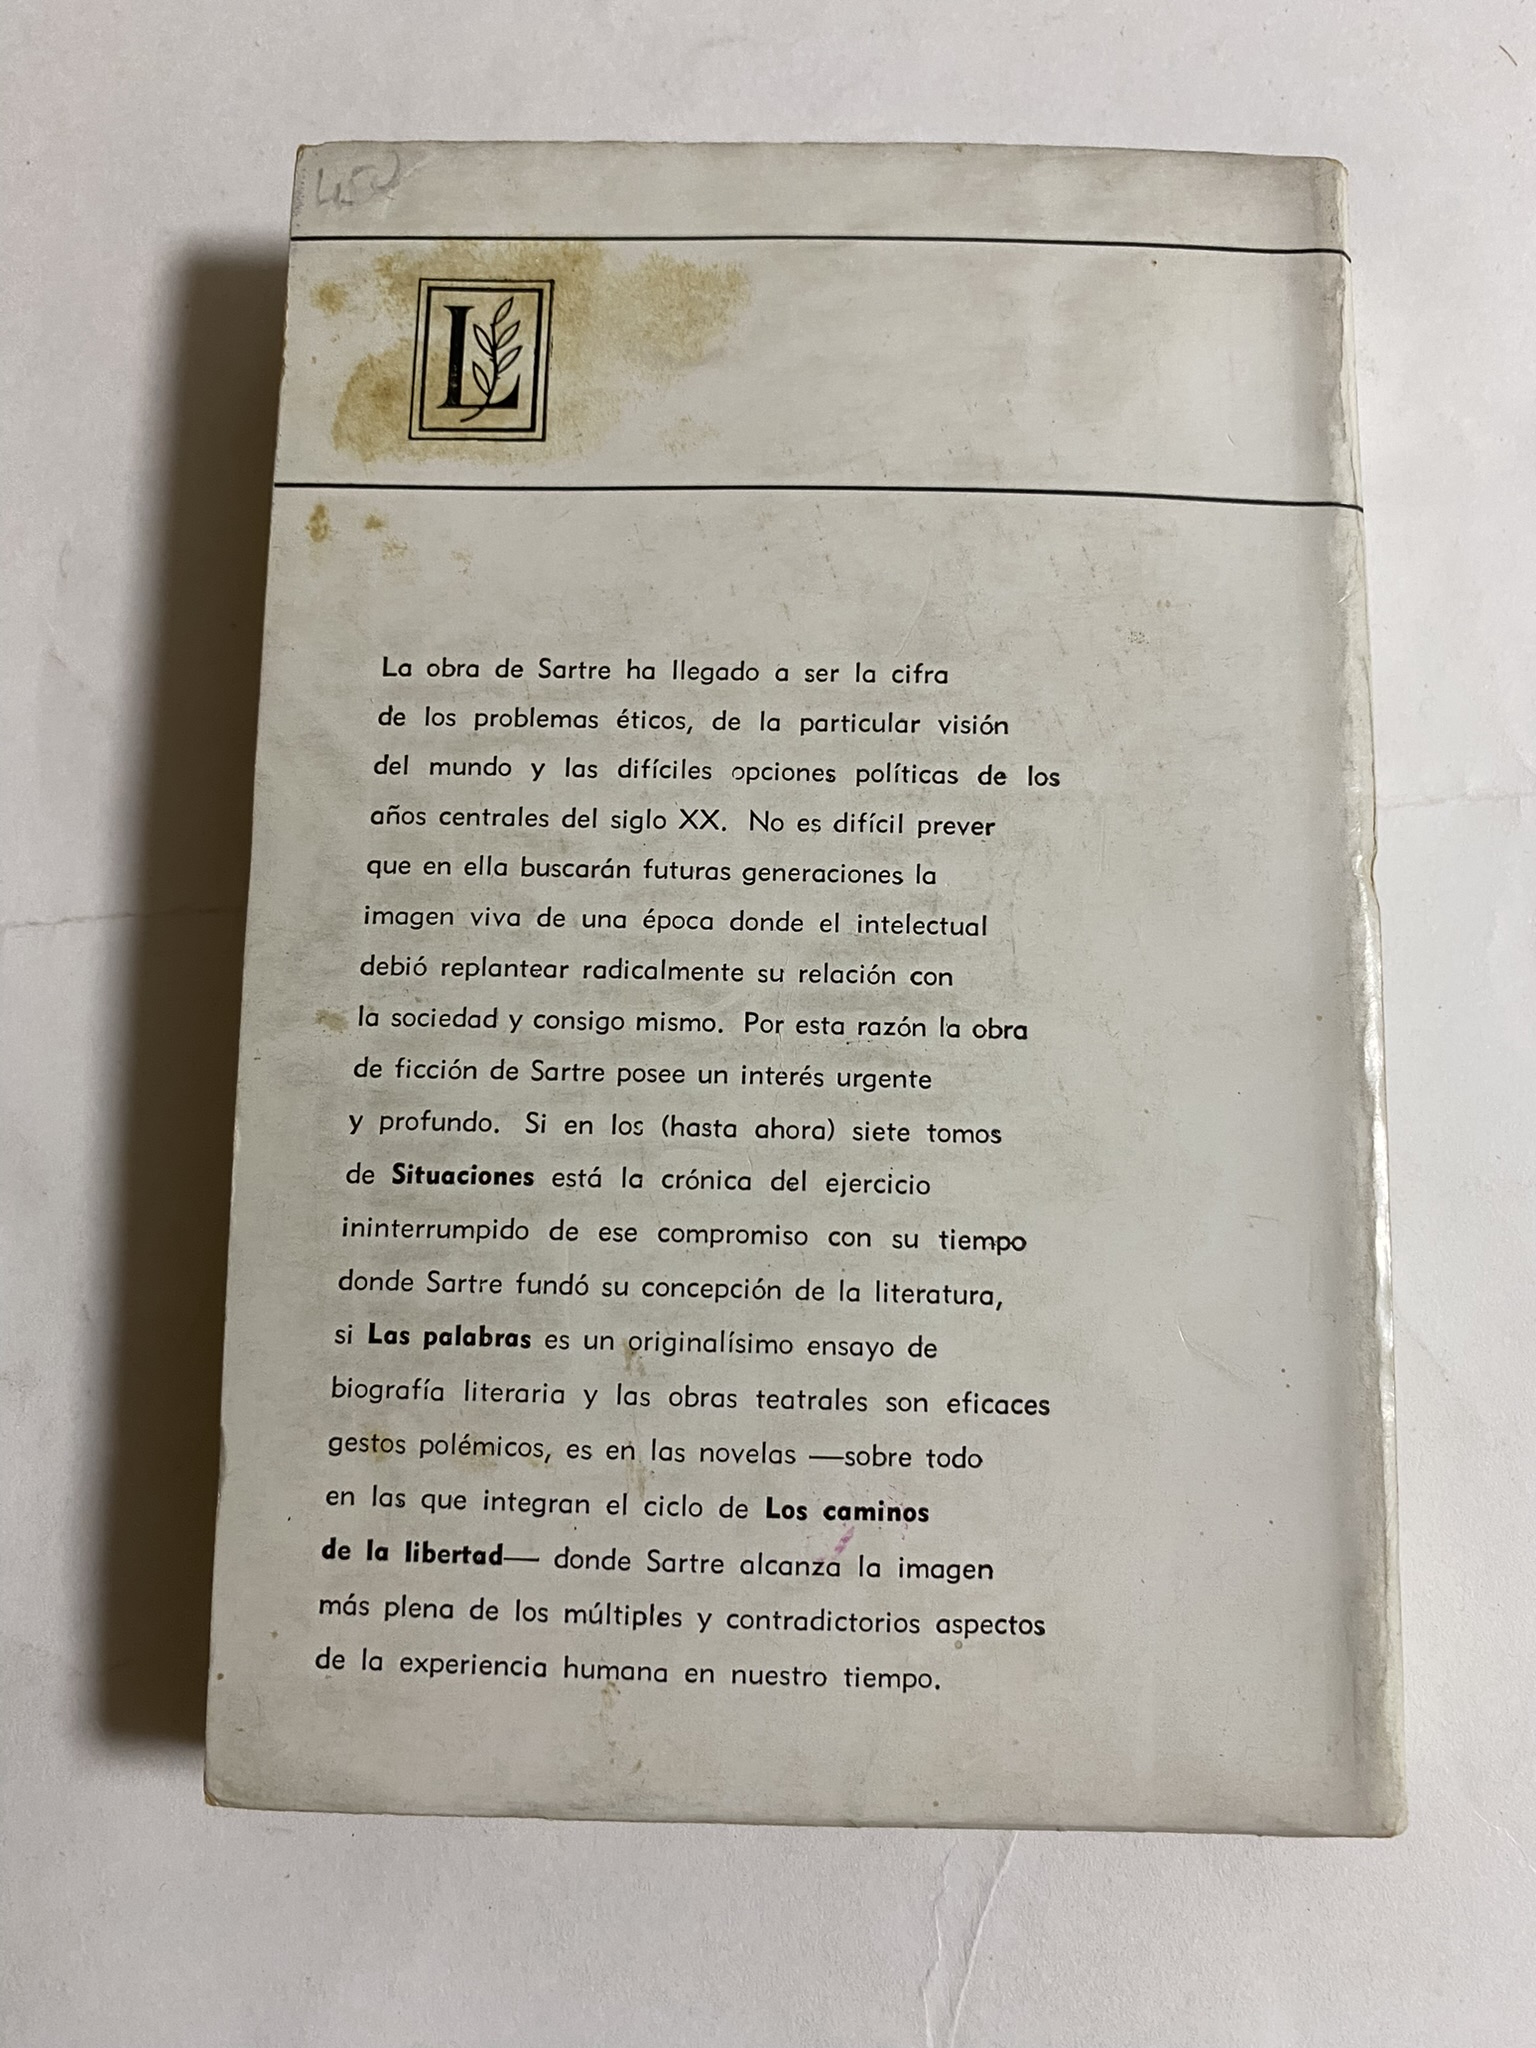 450
L
La obra de Sartre ha llegado a ser la cifra
de los problemas éticos, de la particular visión
del mundo y las difíciles opciones políticas de los
años centrales del siglo XX. No es difícil prever
que en ella buscarán futuras generaciones la
imagen viva de una época donde el intelectual
debió replantear radicalmente su relación con
la sociedad y consigo mismo. Por esta razón la obra
de ficción de Sartre posee un interés urgente
y profundo. Si en los (hasta ahora) siete tomos
de Situaciones está la crónica del ejercicio
ininterrumpido de ese compromiso con su tiempo
donde Sartre fundó su concepción de la literatura,
si Las palabras es un originalísimo ensayo de
biografía literaria y las obras teatrales son eficaces
gestos polémicos, es en las novelas —sobre todo
en las que integran el ciclo de Los caminos
de la libertad— donde Sartre alcanza la imagen
más plena de los múltiples y contradictorios aspectos
de la experiencia humana en nuestro tiempo.